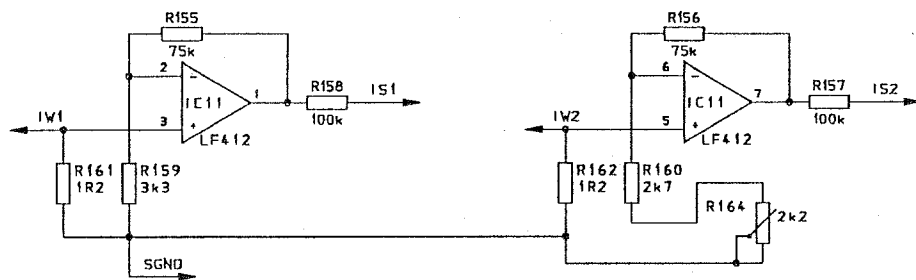 R155
75k
2
IC11
1
3
LF412
R158
100k
IS1
IW1
R161
1R2
R159
3k3
SGND
R156
75k
6
IC11
7
5
LF412
R157
100k
IS2
IW2
R162
1R2
R160
2k7
R164
2k2